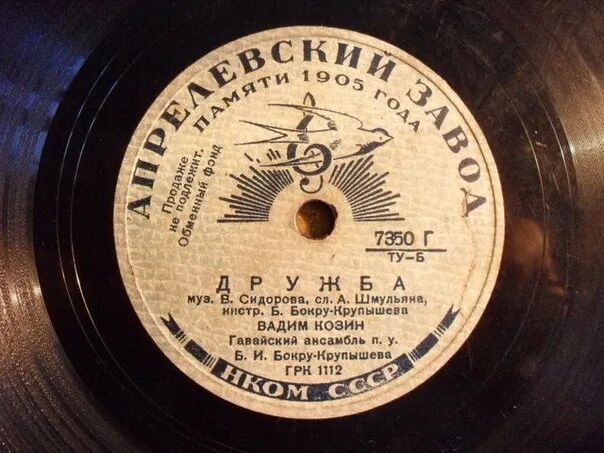 АПРЕЛЕВСКИЙ ЗАВОД
ПАМЯТИ 1905 ГОДА
Продаже
не подлежит.
Обменный фонд
7350 Г
ТУ-Б
ДРУЖБА
муз. В. Сидорова, сл. А. Шмульяна,
инстр. Б. Бокру-Крупышева
ВАДИМ КОЗИН
Гавайский ансамбль п. у.
Б. И. Бокру-Крупышева
ГРК 1112
НКОМ СССР